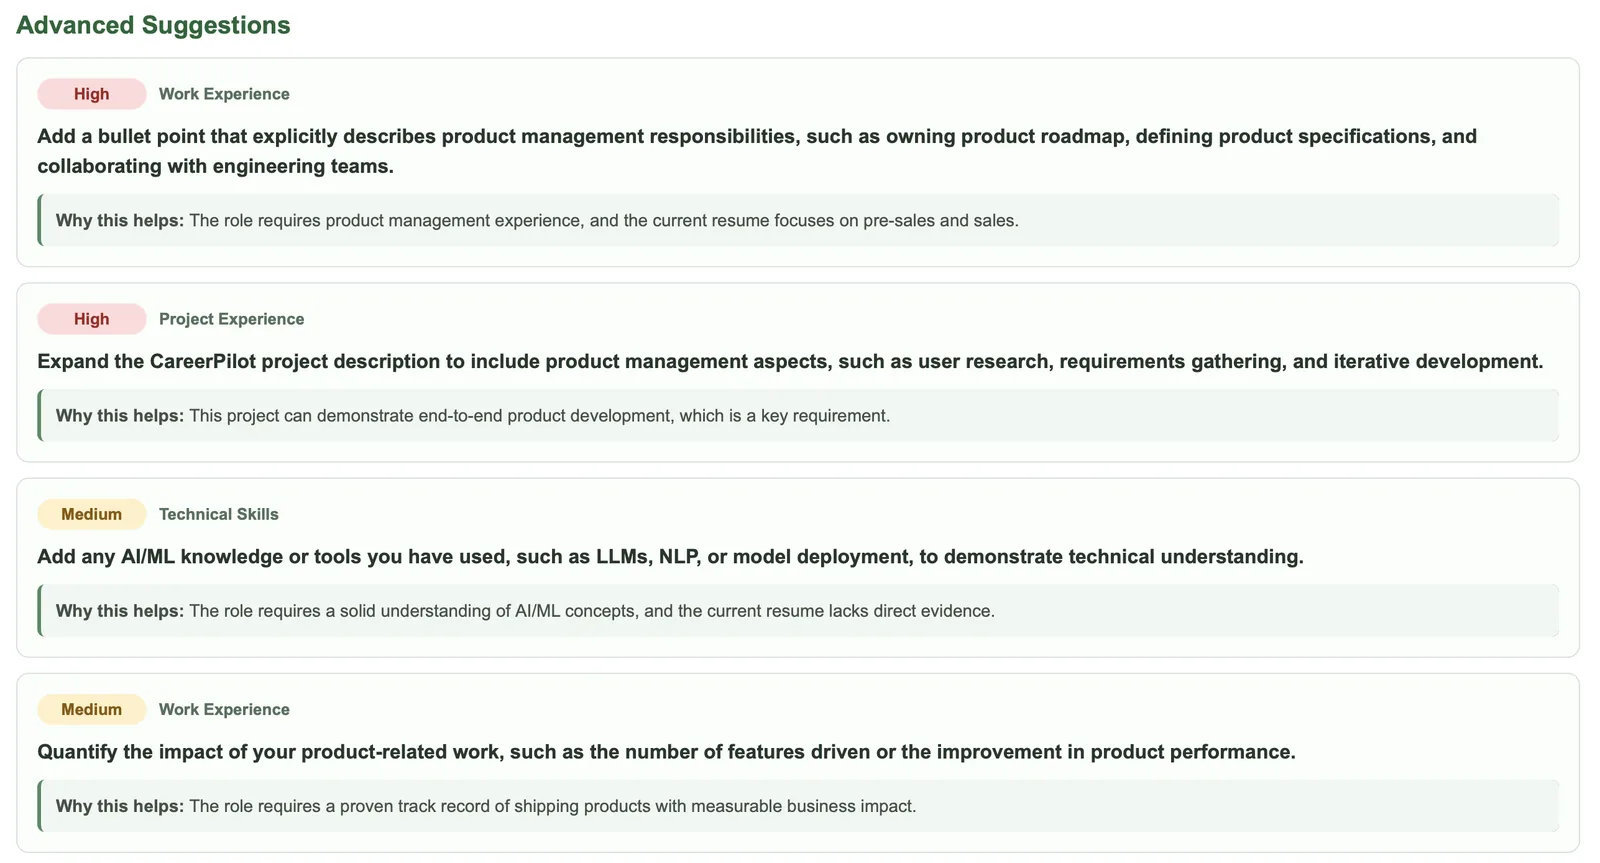 Advanced Suggestions
High Work Experience
Add a bullet point that explicitly describes product management responsibilities, such as owning product roadmap, defining product specifications, and
collaborating with engineering teams.
Why this helps: The role requires product management experience, and the current resume focuses on pre-sales and sales.
High Project Experience
Expand the CareerPilot project description to include product management aspects, such as user research, requirements gathering, and iterative development.
Why this helps: This project can demonstrate end-to-end product development, which is a key requirement.
Medium Technical Skills
Add any AI/ML knowledge or tools you have used, such as LLMs, NLP, or model deployment, to demonstrate technical understanding.
Why this helps: The role requires a solid understanding of AI/ML concepts, and the current resume lacks direct evidence.
Medium Work Experience
Quantify the impact of your product-related work, such as the number of features driven or the improvement in product performance.
Why this helps: The role requires a proven track record of shipping products with measurable business impact.